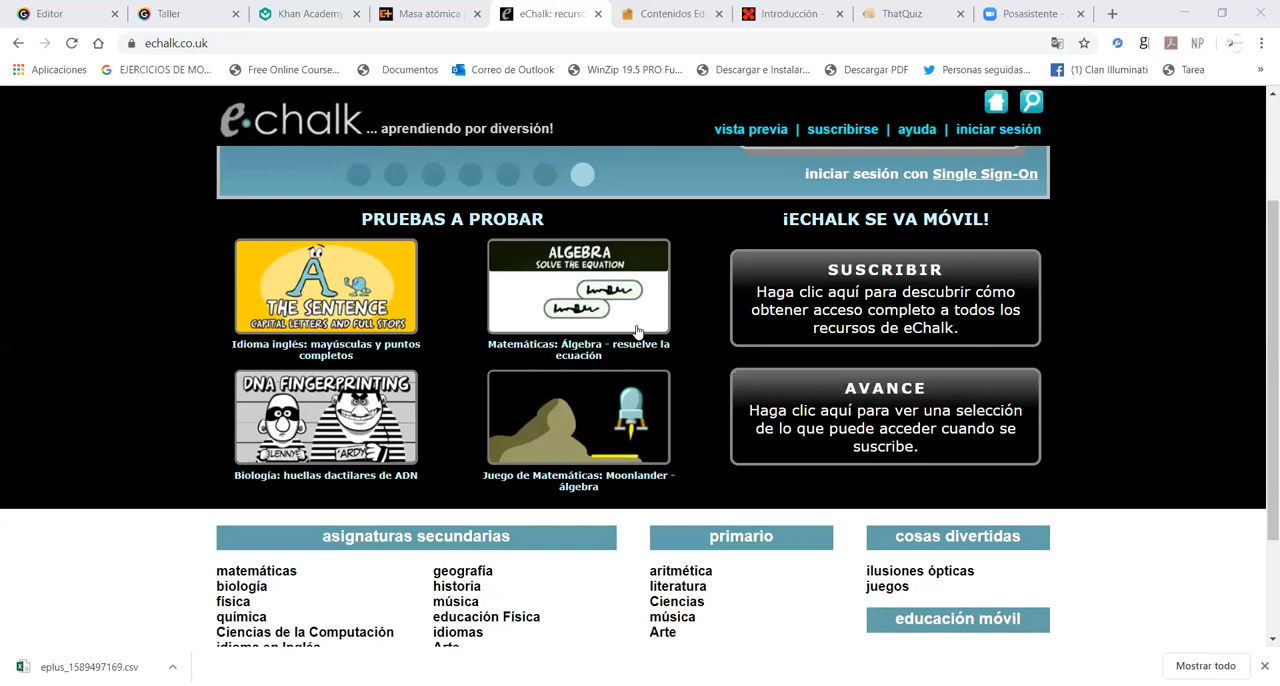 Editor
Taller
Khan Academy
Masa atómica
eChalk: recurso
Contenidos Ed
Introducción -
ThatQuiz
Posasistente -
echalk.co.uk
Aplicaciones
EJERCICIOS DE MO...
Free Online Course...
Documentos
Correo de Outlook
WinZip 19.5 PRO Fu...
Descargar e Instalar...
Descargar PDF
Personas seguidas...
(1) Clan Illuminati
Tarea
e·chalk ... aprendiendo por diversión!
vista previa | suscribirse | ayuda | iniciar sesión
iniciar sesión con Single Sign-On
PRUEBAS A PROBAR
¡ECHALK SE VA MÓVIL!
A
THE SENTENCE
CAPITAL LETTERS AND FULL STOPS
Idioma inglés: mayúsculas y puntos
completos
ALGEBRA
SOLVE THE EQUATION
Matemáticas: Álgebra - resuelve la
ecuación
SUSCRIBIR
Haga clic aquí para descubrir cómo
obtener acceso completo a todos los
recursos de eChalk.
DNA FINGERPRINTING
Biología: huellas dactilares de ADN
Juego de Matemáticas: Moonlander -
álgebra
AVANCE
Haga clic aquí para ver una selección
de lo que puede acceder cuando se
suscribe.
asignaturas secundarias
matemáticas
biología
física
química
Ciencias de la Computación
idioma en Inglés
geografía
historia
música
educación Física
idiomas
Arte
primario
aritmética
literatura
Ciencias
música
Arte
cosas divertidas
ilusiones ópticas
juegos
educación móvil
eplus_1589497169.csv
Mostrar todo